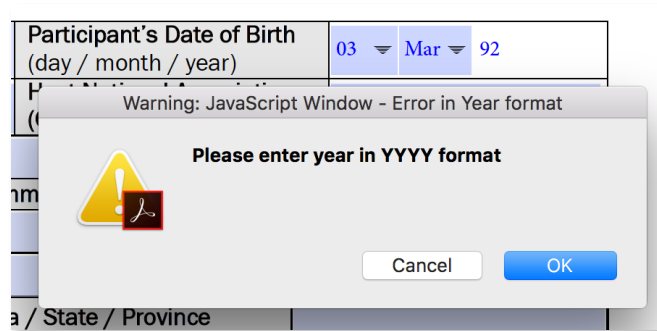 Participant's Date of Birth
(day / month / year)
03 Mar 92
Warning: JavaScript Window - Error in Year format
Please enter year in YYYY format
Cancel OK
/ State / Province